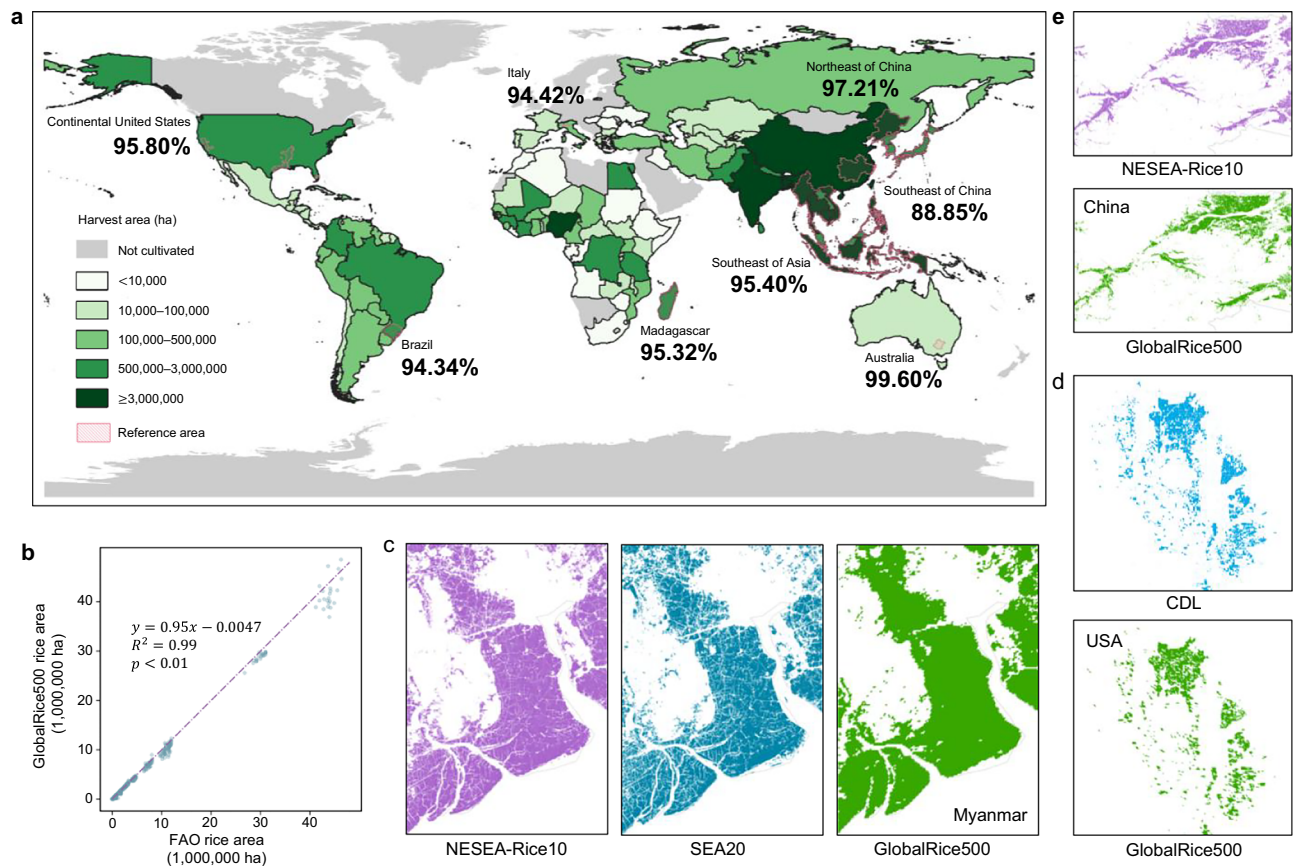 a
Continental United States
95.80%
Italy
94.42%
Northeast of China
97.21%
Southeast of China
88.85%
Southeast of Asia
95.40%
Madagascar
95.32%
Brazil
94.34%
Australia
99.60%
Harvest area (ha)
Not cultivated
<10,000
10,000–100,000
100,000–500,000
500,000–3,000,000
≥3,000,000
Reference area
b
GlobalRice500 rice area
(1,000,000 ha)
40
30
20
10
0
y = 0.95x − 0.0047
R² = 0.99
p < 0.01
0 10 20 30 40
FAO rice area
(1,000,000 ha)
c
NESEA-Rice10
SEA20
Myanmar
GlobalRice500
e
NESEA-Rice10
China
GlobalRice500
d
CDL
USA
GlobalRice500